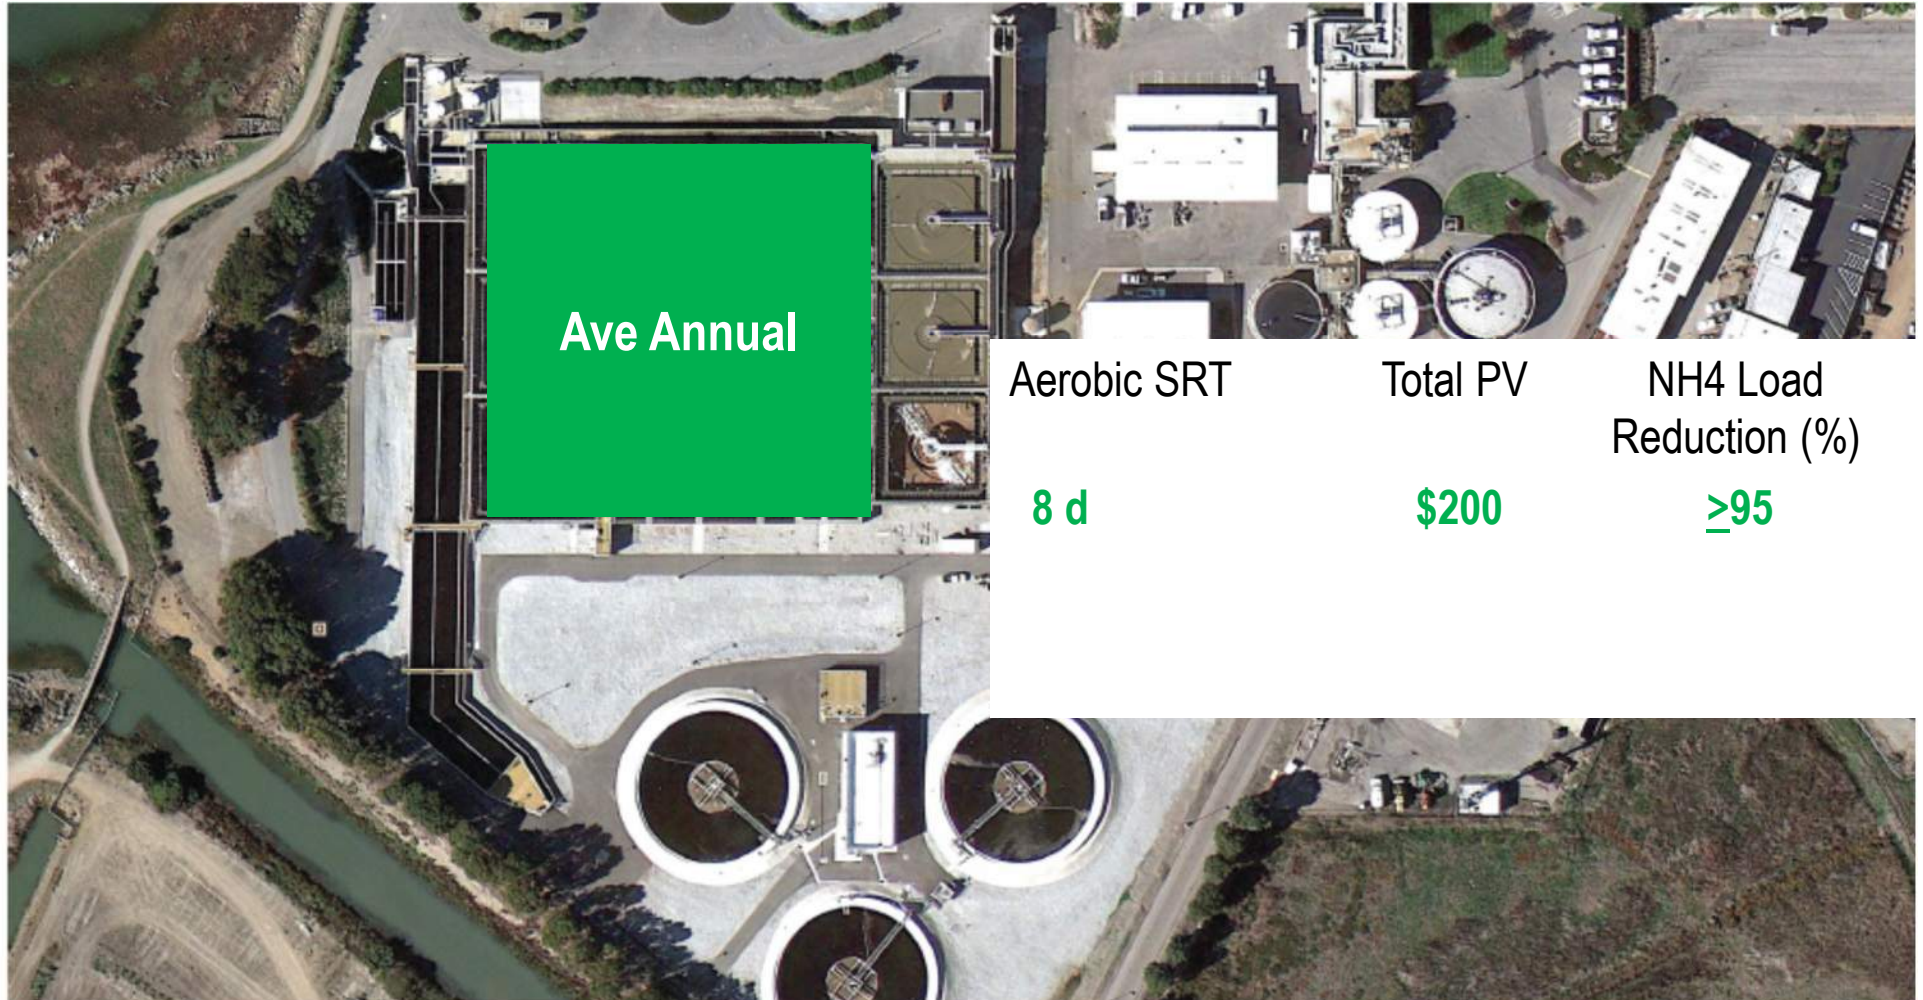 Ave Annual
Aerobic SRT Total PV NH4 Load
Reduction (%)
8 d $200 ≥95